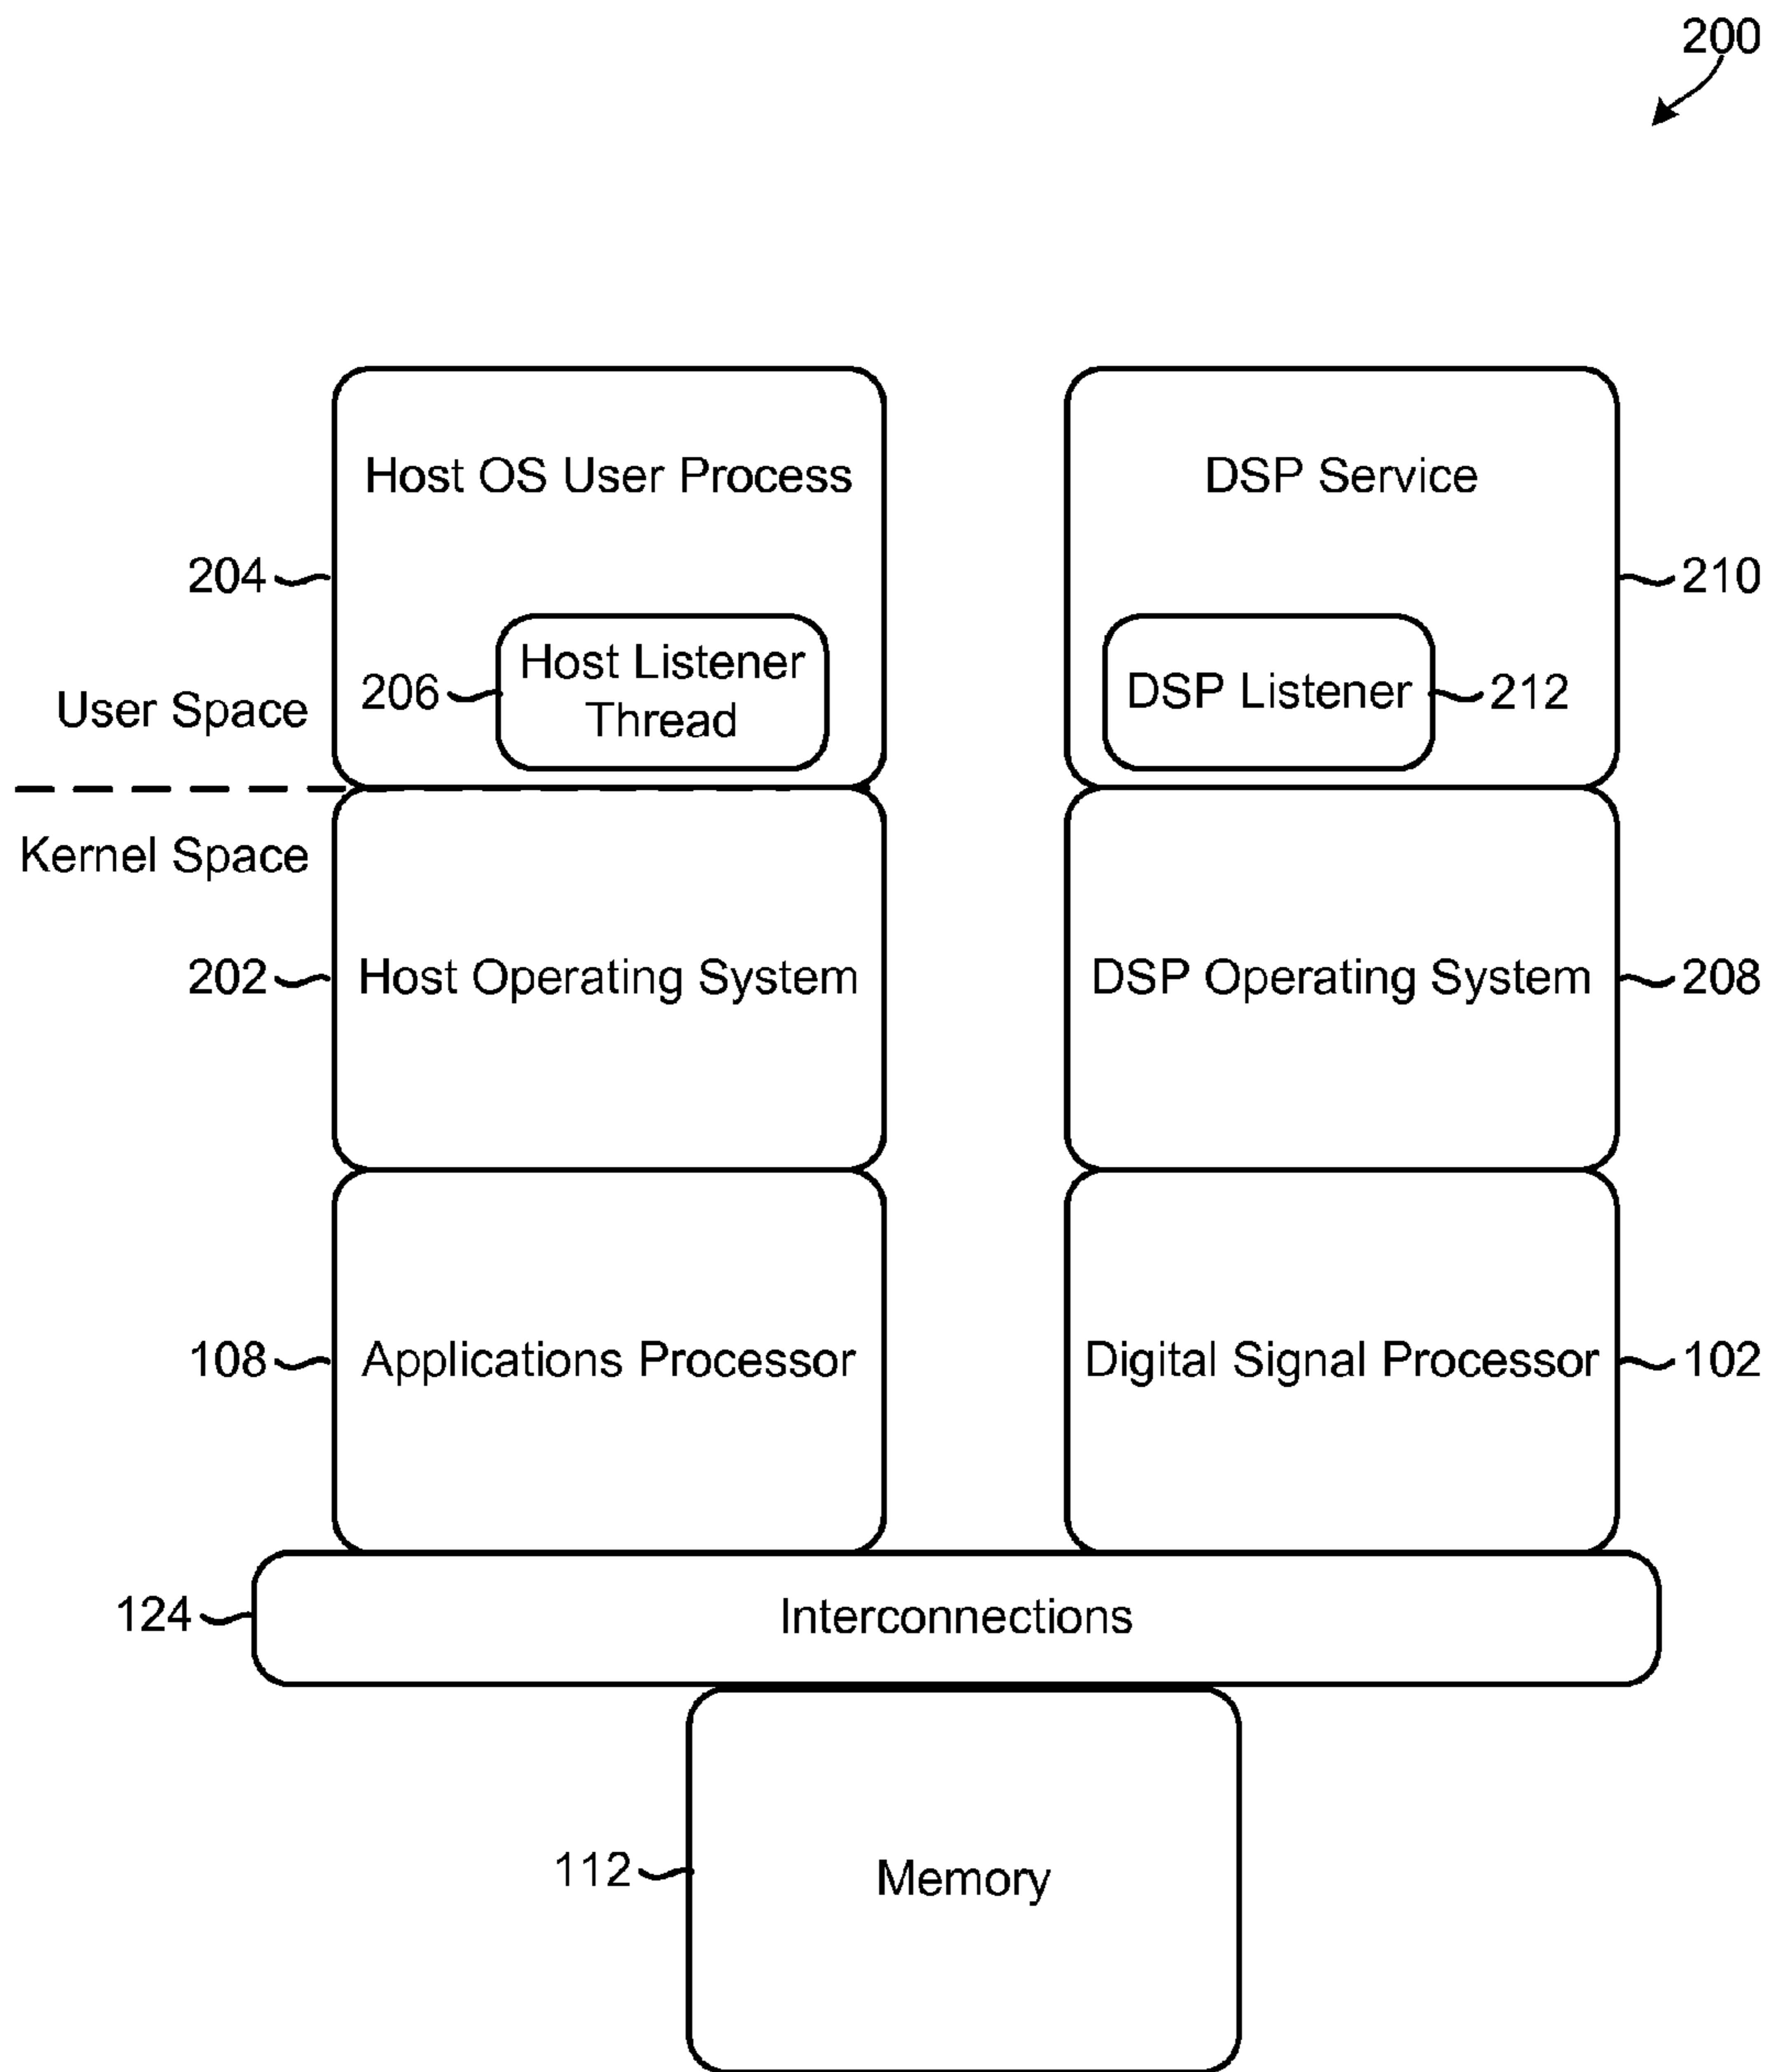 200
Host OS User Process
DSP Service
204
210
Host Listener
Thread
206
DSP Listener
212
User Space
Kernel Space
202
Host Operating System
DSP Operating System
208
108
Applications Processor
Digital Signal Processor
102
124
Interconnections
112
Memory